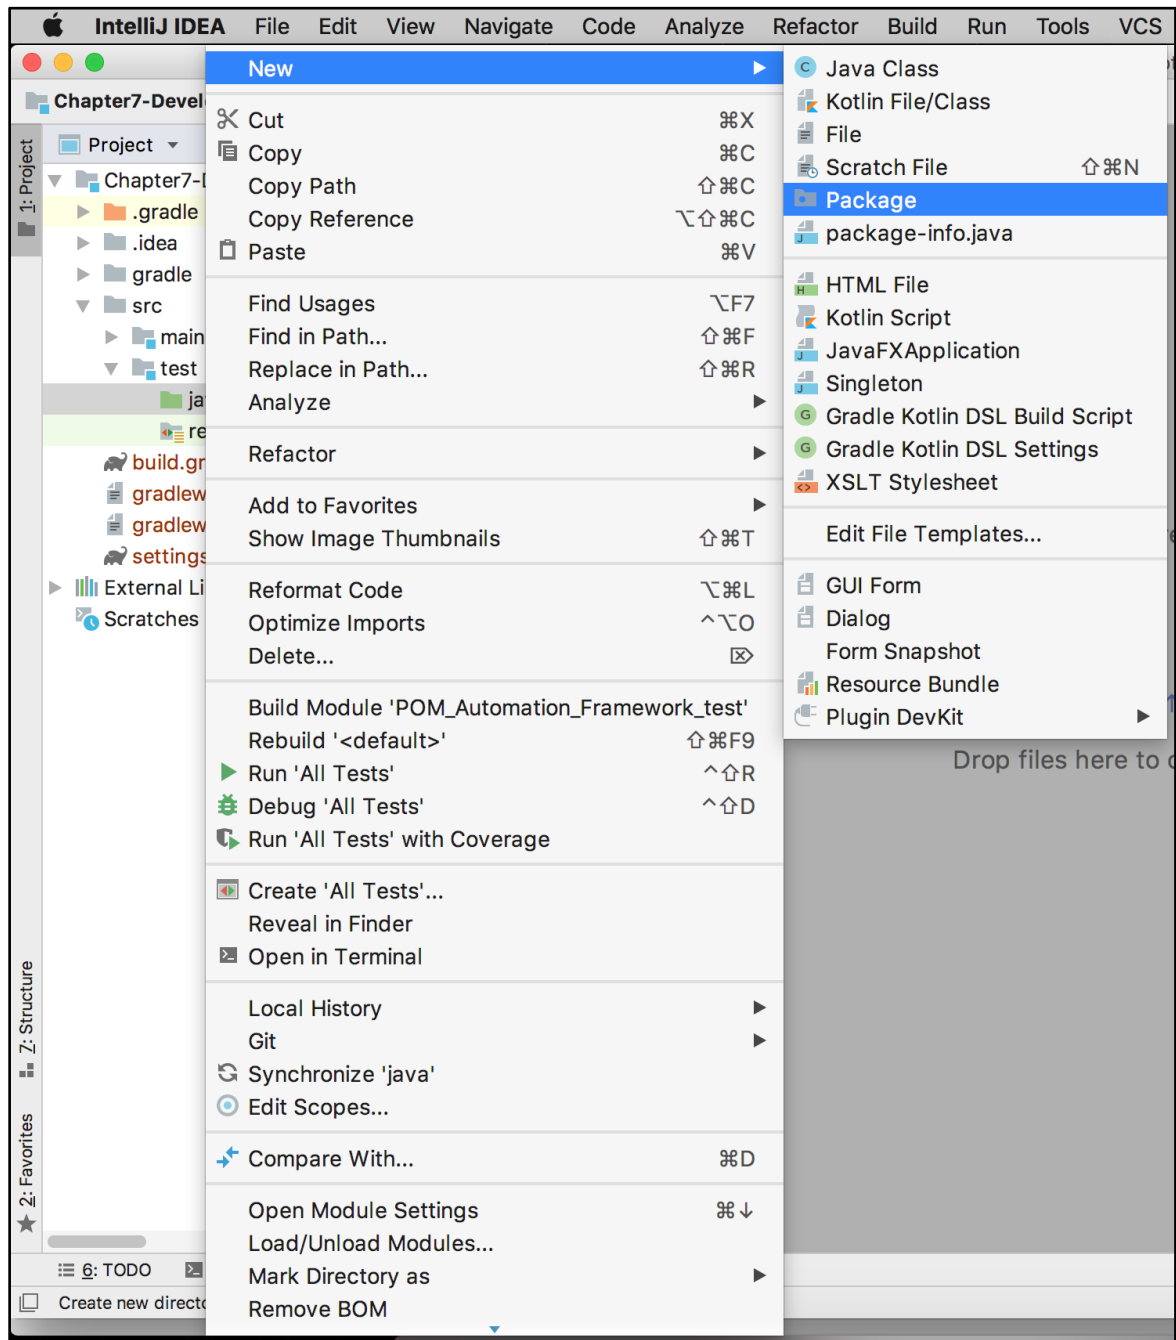 IntelliJ IDEA File Edit View Navigate Code Analyze Refactor Build Run Tools VCS
Chapter7-Devel
1: Project
Project
Chapter7-
.gradle
.idea
gradle
src
main
test
ja
re
build.gr
gradlew
gradlew
settings
External Li
Scratches
Z: Structure
2: Favorites
6: TODO
Create new directo
New
Cut ⌘X
Copy ⌘C
Copy Path ⇧⌘C
Copy Reference ⌥⇧⌘C
Paste ⌘V
Find Usages ⌥F7
Find in Path... ⇧⌘F
Replace in Path... ⇧⌘R
Analyze
Refactor
Add to Favorites
Show Image Thumbnails ⇧⌘T
Reformat Code ⌥⌘L
Optimize Imports ^⌥O
Delete... ⌦
Build Module 'POM_Automation_Framework_test'
Rebuild '<default>' ⇧⌘F9
Run 'All Tests' ^⇧R
Debug 'All Tests' ^⇧D
Run 'All Tests' with Coverage
Create 'All Tests'...
Reveal in Finder
Open in Terminal
Local History
Git
Synchronize 'java'
Edit Scopes...
Compare With... ⌘D
Open Module Settings ⌘↓
Load/Unload Modules...
Mark Directory as
Remove BOM
Java Class
Kotlin File/Class
File
Scratch File ⇧⌘N
Package
package-info.java
HTML File
Kotlin Script
JavaFXApplication
Singleton
Gradle Kotlin DSL Build Script
Gradle Kotlin DSL Settings
XSLT Stylesheet
Edit File Templates...
GUI Form
Dialog
Form Snapshot
Resource Bundle
Plugin DevKit
Drop files here to